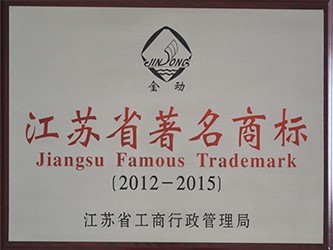 JINDONG
金动
江苏省著名商标
Jiangsu Famous Trademark
(2012-2015)
江苏省工商行政管理局